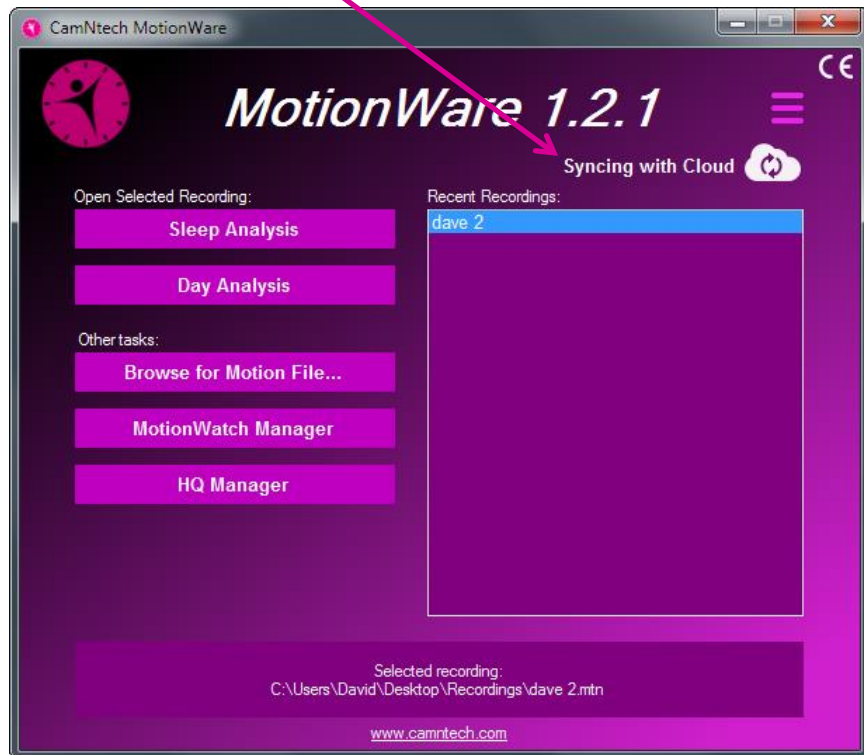 CamNtech MotionWare
CE
MotionWare 1.2.1
Syncing with Cloud
Open Selected Recording:
Sleep Analysis
Day Analysis
Other tasks:
Browse for Motion File...
MotionWatch Manager
HQ Manager
Recent Recordings:
dave 2
Selected recording:
C:\Users\David\Desktop\Recordings\dave 2.mtn
www.camntech.com